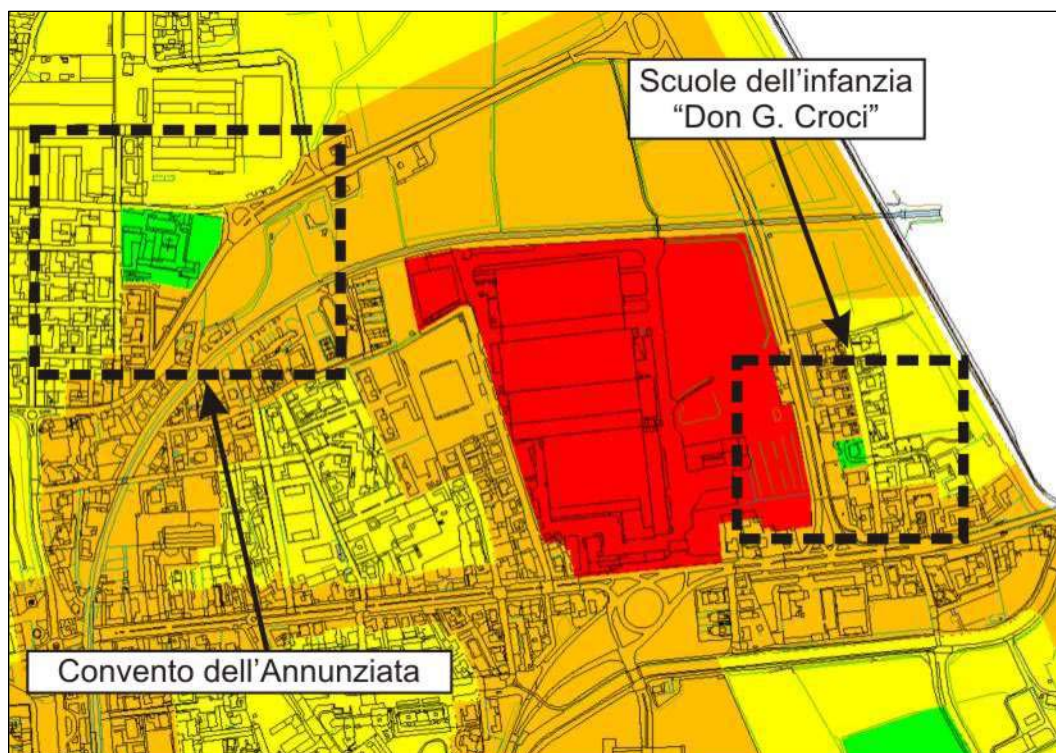 Scuole dell'infanzia
“Don G. Croci”
Convento dell'Annunziata